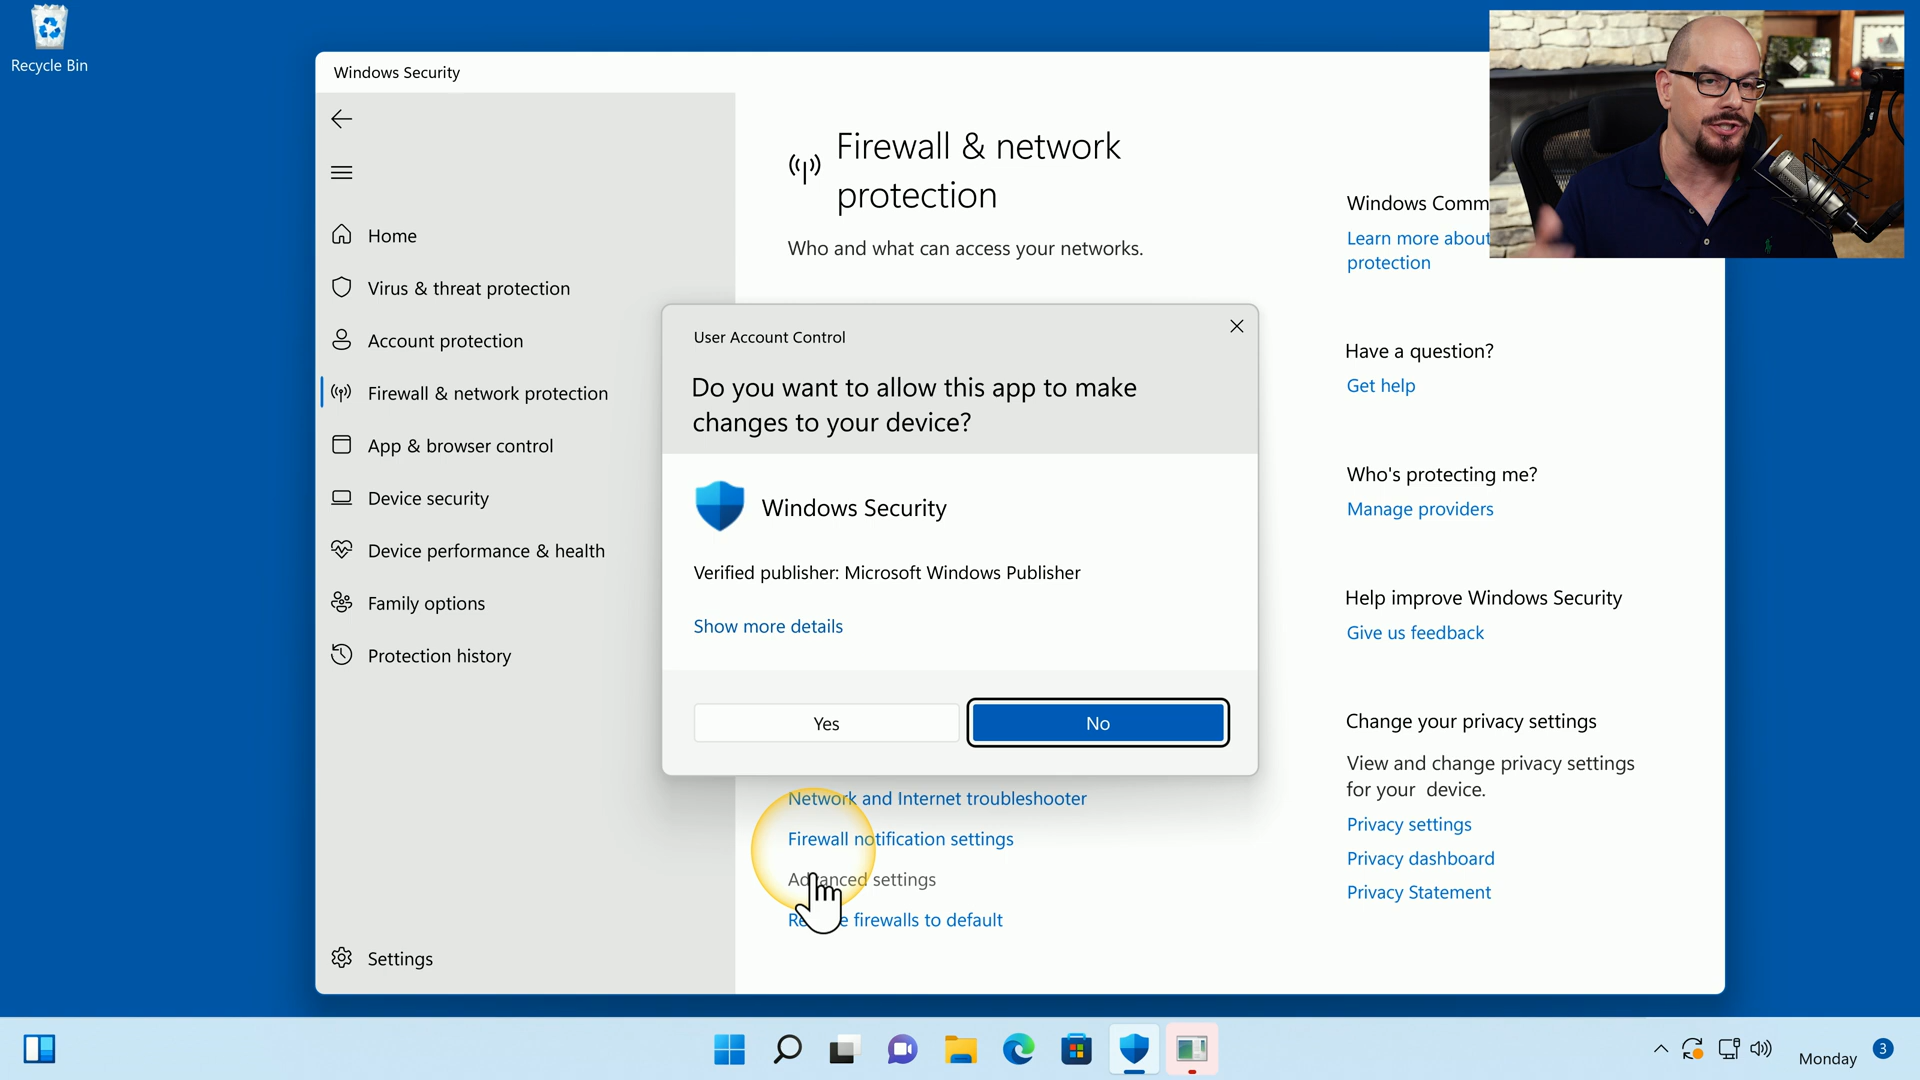 Recycle Bin
Windows Security
Home
Virus & threat protection
Account protection
Firewall & network protection
App & browser control
Device security
Device performance & health
Family options
Protection history
Settings
Firewall & network
protection
Who and what can access your networks.
User Account Control
Do you want to allow this app to make
changes to your device?
Windows Security
Verified publisher: Microsoft Windows Publisher
Show more details
Yes
No
Network and Internet troubleshooter
Firewall notification settings
Advanced settings
firewalls to default
Windows Comm
Learn more about
protection
Have a question?
Get help
Who's protecting me?
Manage providers
Help improve Windows Security
Give us feedback
Change your privacy settings
View and change privacy settings
for your device.
Privacy settings
Privacy dashboard
Privacy Statement
Monday
3